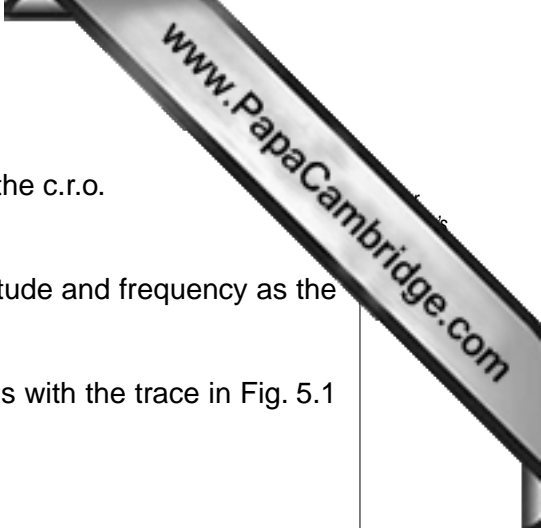 www.PapaCambridge.com
the c.r.o.
tude and frequency as the
s with the trace in Fig. 5.1